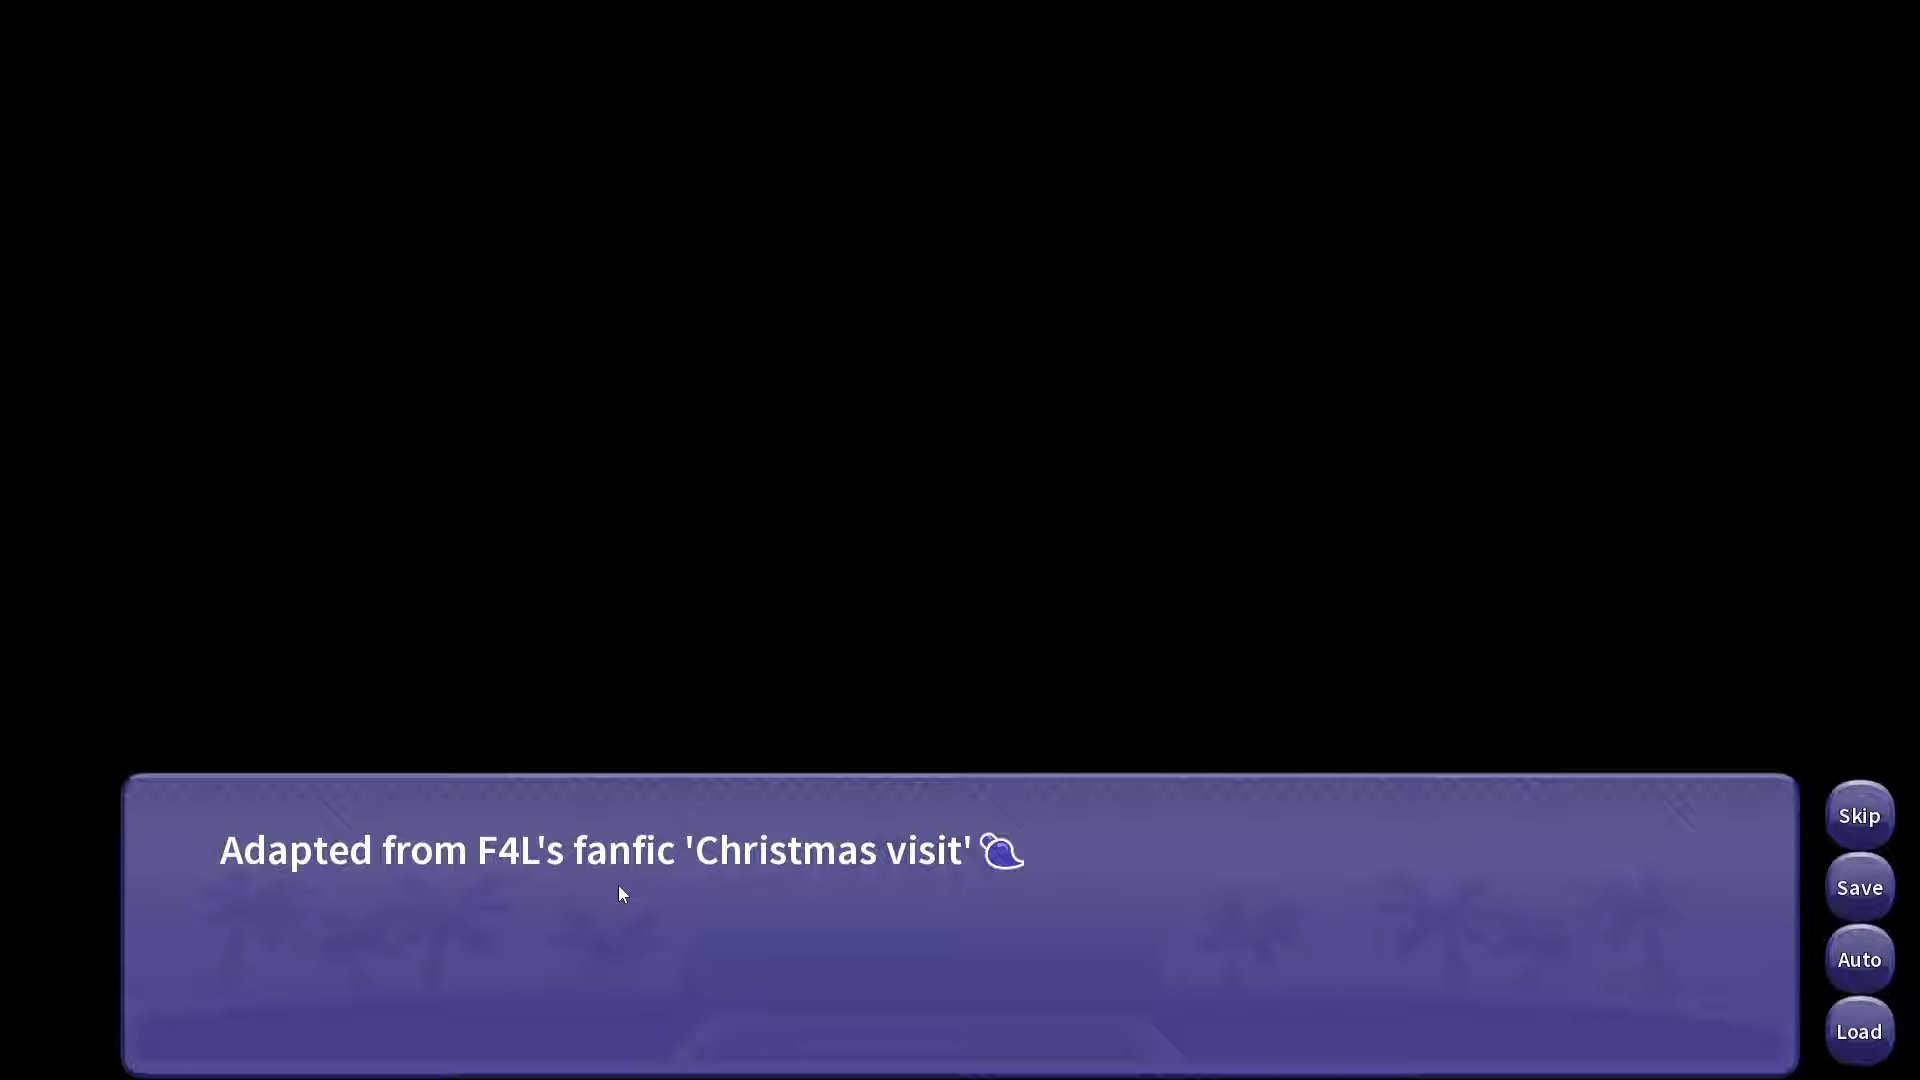 Adapted from F4L's fanfic 'Christmas visit'
Skip
Save
Auto
Load